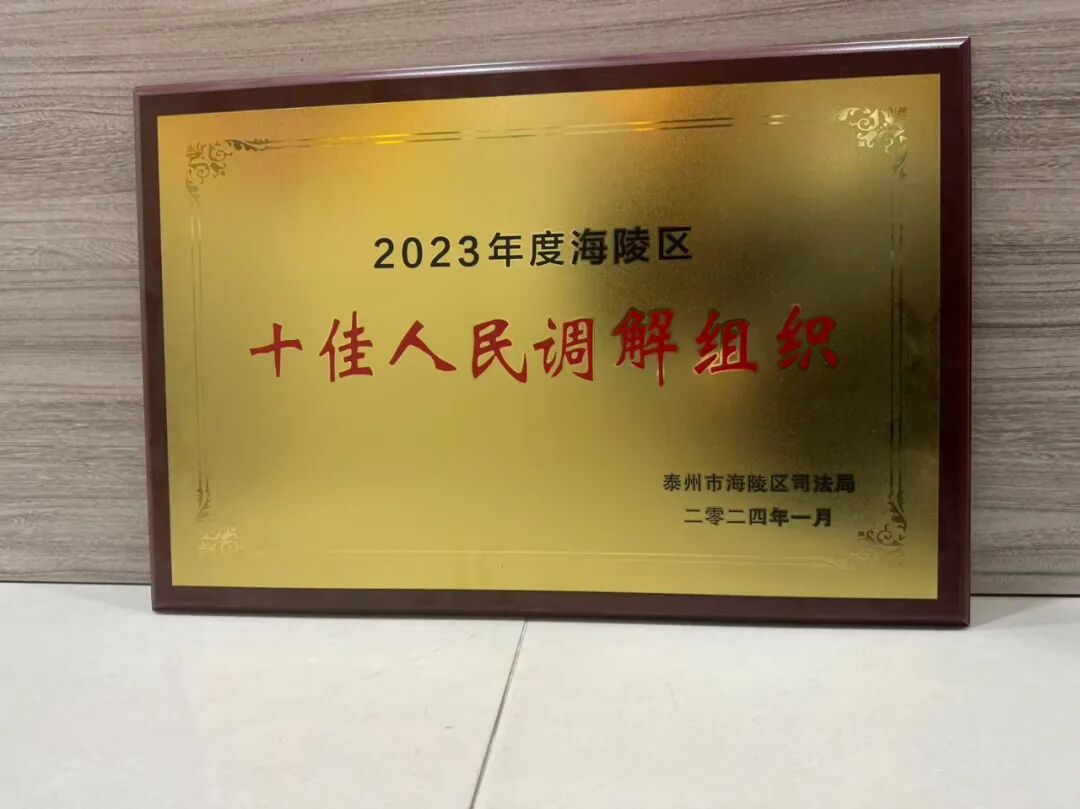 2023年度海陵区
十佳人民调解组织
泰州市海陵区司法局
二零二四年一月